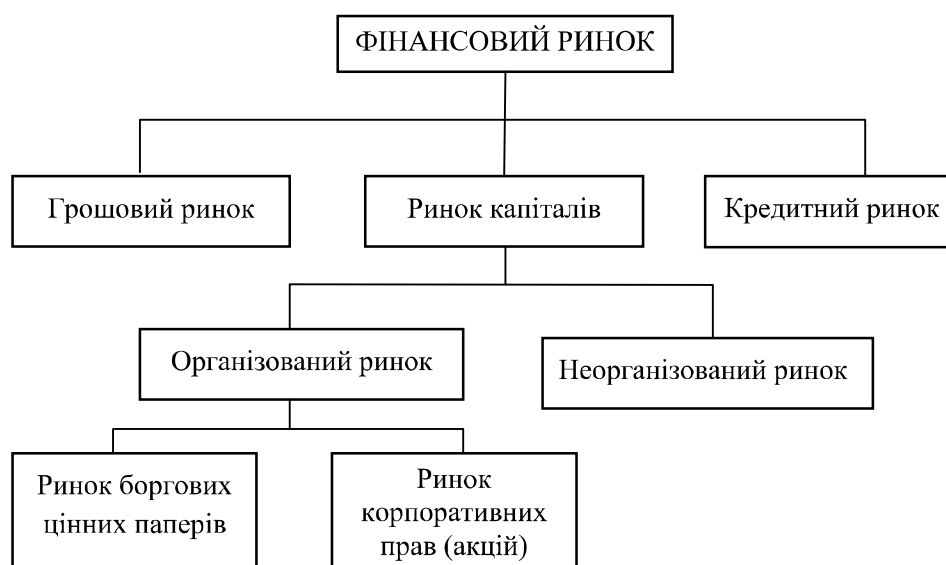 ФІНАНСОВИЙ РИНОК
Грошовий ринок
Ринок капіталів
Кредитний ринок
Організований ринок
Неорганізований ринок
Ринок боргових
цінних паперів
Ринок
корпоративних
прав (акцій)